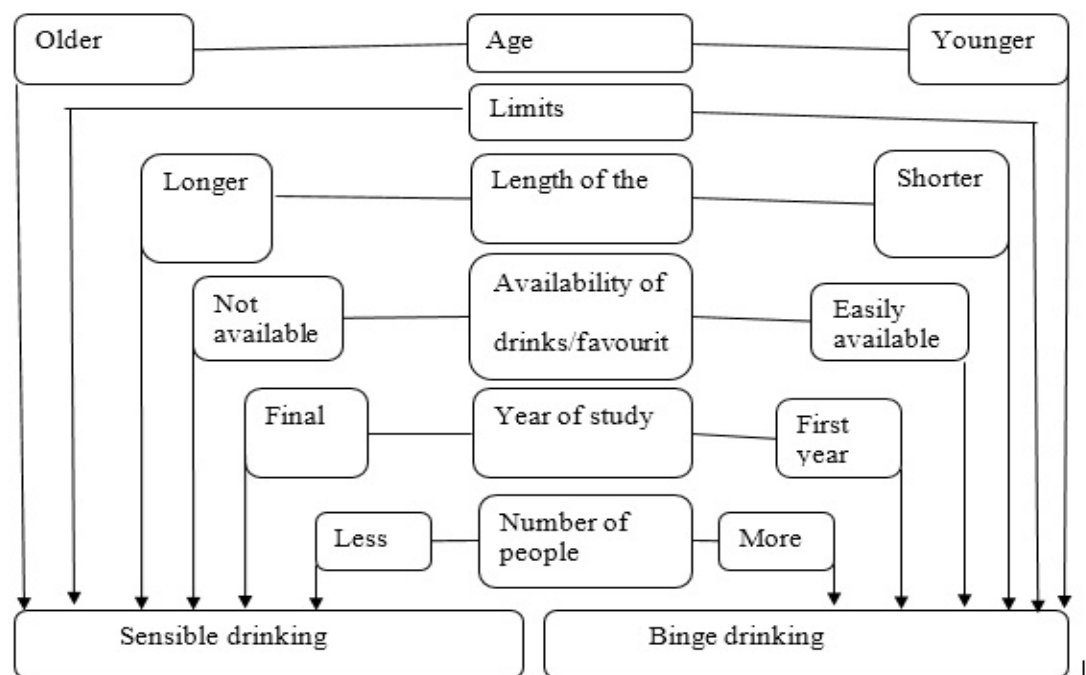 Older Age Younger
Limits
Longer Length of the Shorter
Availability of
Not Easily
available available
drinks/favourit
Final Year of study First
year
Number of
Less people More
Sensible drinking Binge drinking